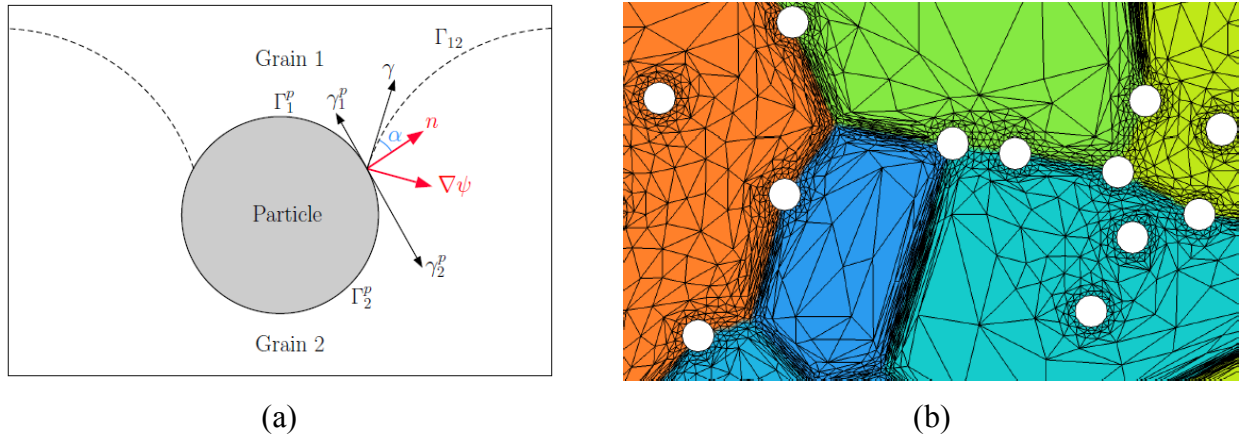 Γ₁₂
Grain 1
γ
Γ₁ᵖ
γ₁ᵖ
α
n
∇ψ
Particle
γ₂ᵖ
Γ₂ᵖ
Grain 2
(a)
(b)